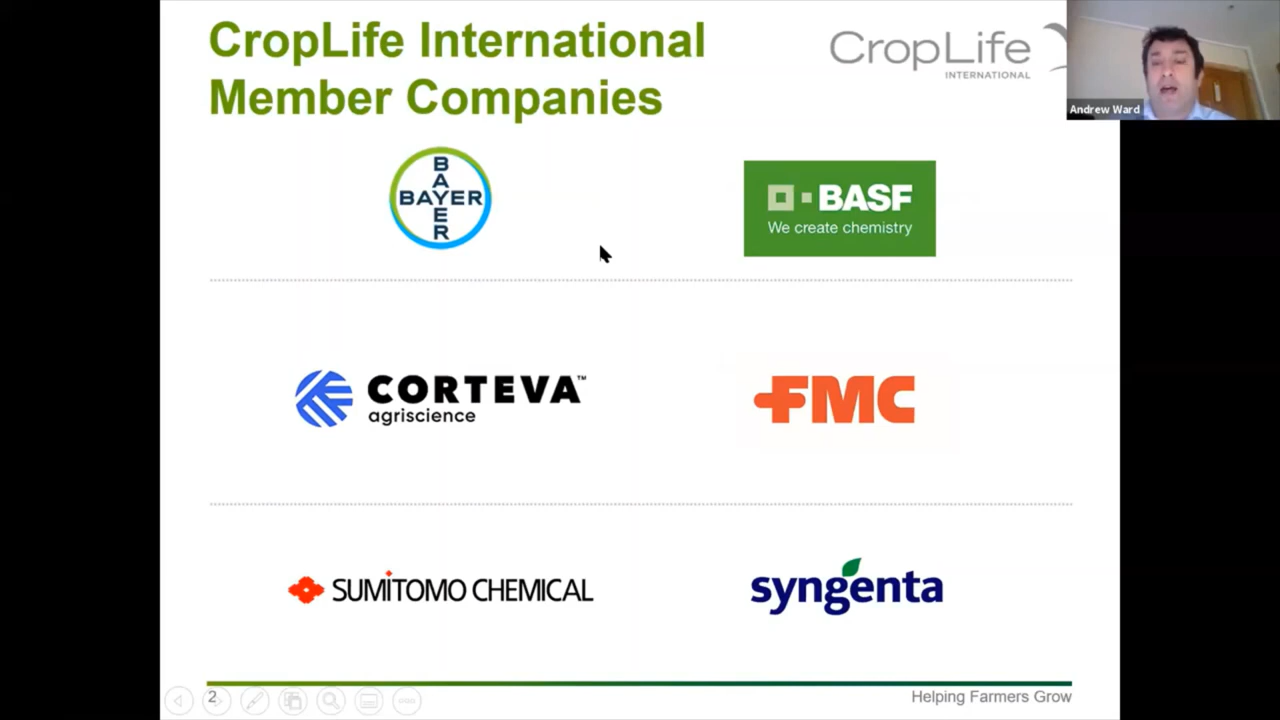 CropLife International
Member Companies
CropLife
INTERNATIONAL
Andrew Ward
BAYER
BAYER
BASF
We create chemistry
CORTEVA™
agriscience
FMC
SUMITOMO CHEMICAL
syngenta
2
Helping Farmers Grow